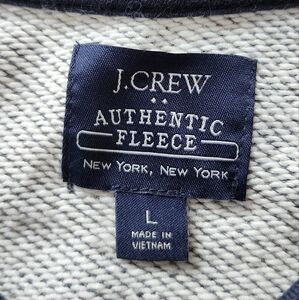 J.CREW
AUTHENTIC
FLEECE
NEW YORK, NEW YORK
L
MADE IN
VIETNAM